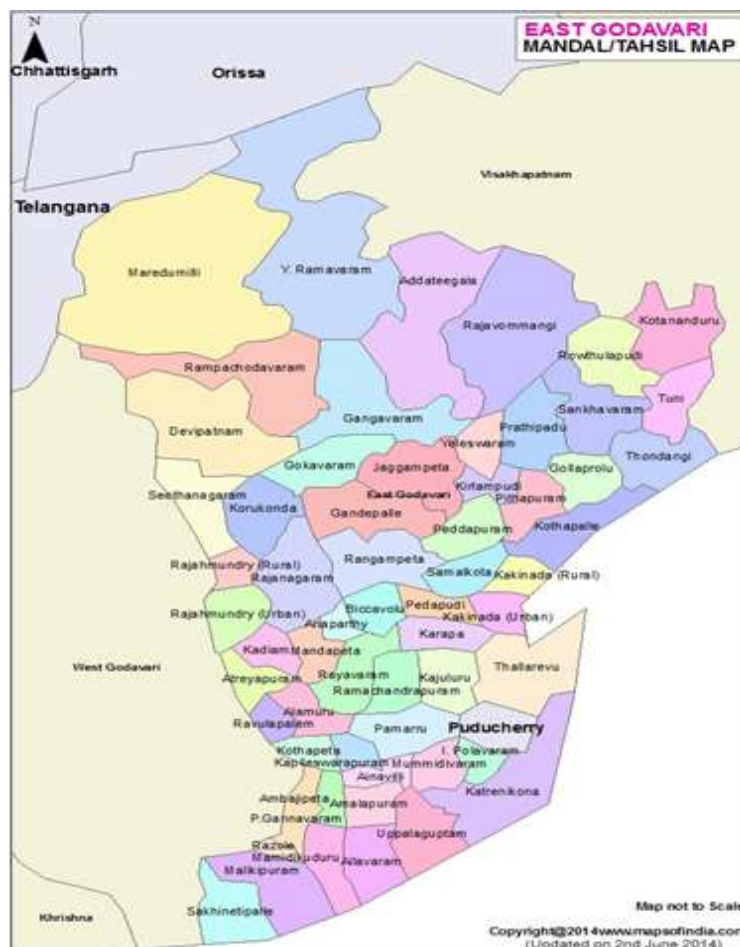 N
EAST GODAVARI
MANDAL/TAHSIL MAP
Chhattisgarh
Orissa
Visakhapatnam
Telangana
Maredumilli
Y. Ramavaram
Addateegala
Rajavommangi
Kotananduru
Rowthulapudi
Rampachodavaram
Tuni
Sankhavaram
Gangavaram
Prathipadu
Devipatnam
Yeleswaram
Thondangi
Gokavaram
Jaggampeta
Gollaprolu
Kirlampudi
Seethanagaram
East Godavari
Pithapuram
Korukonda
Gandepalle
Kothapalle
Peddapuram
Rangampeta
Rajahmundry (Rural)
Samalkota
Kakinada (Rural)
Rajanagaram
Biccavolu
Pedapudi
Rajahmundry (Urban)
Kakinada (Urban)
Anaparthy
Karapa
Kadiam
Mandapeta
West Godavari
Thallarevu
Atreyapuram
Rayavaram
Kajuluru
Ramachandrapuram
Alamuru
Ravulapalem
Pamarru
Puducherry
Kothapeta
I. Polavaram
Kapileswarapuram
Mummidivaram
Ainavilli
Katrenikona
Ambajipeta
Amalapuram
P.Gannavaram
Uppalaguptam
Razole
Mamidikuduru
Allavaram
Malikipuram
Sakhinetipalle
Map not to Scale
Khrishna
Copyright@2014www.mapsofindia.com
(Updated on 2nd June 2014)